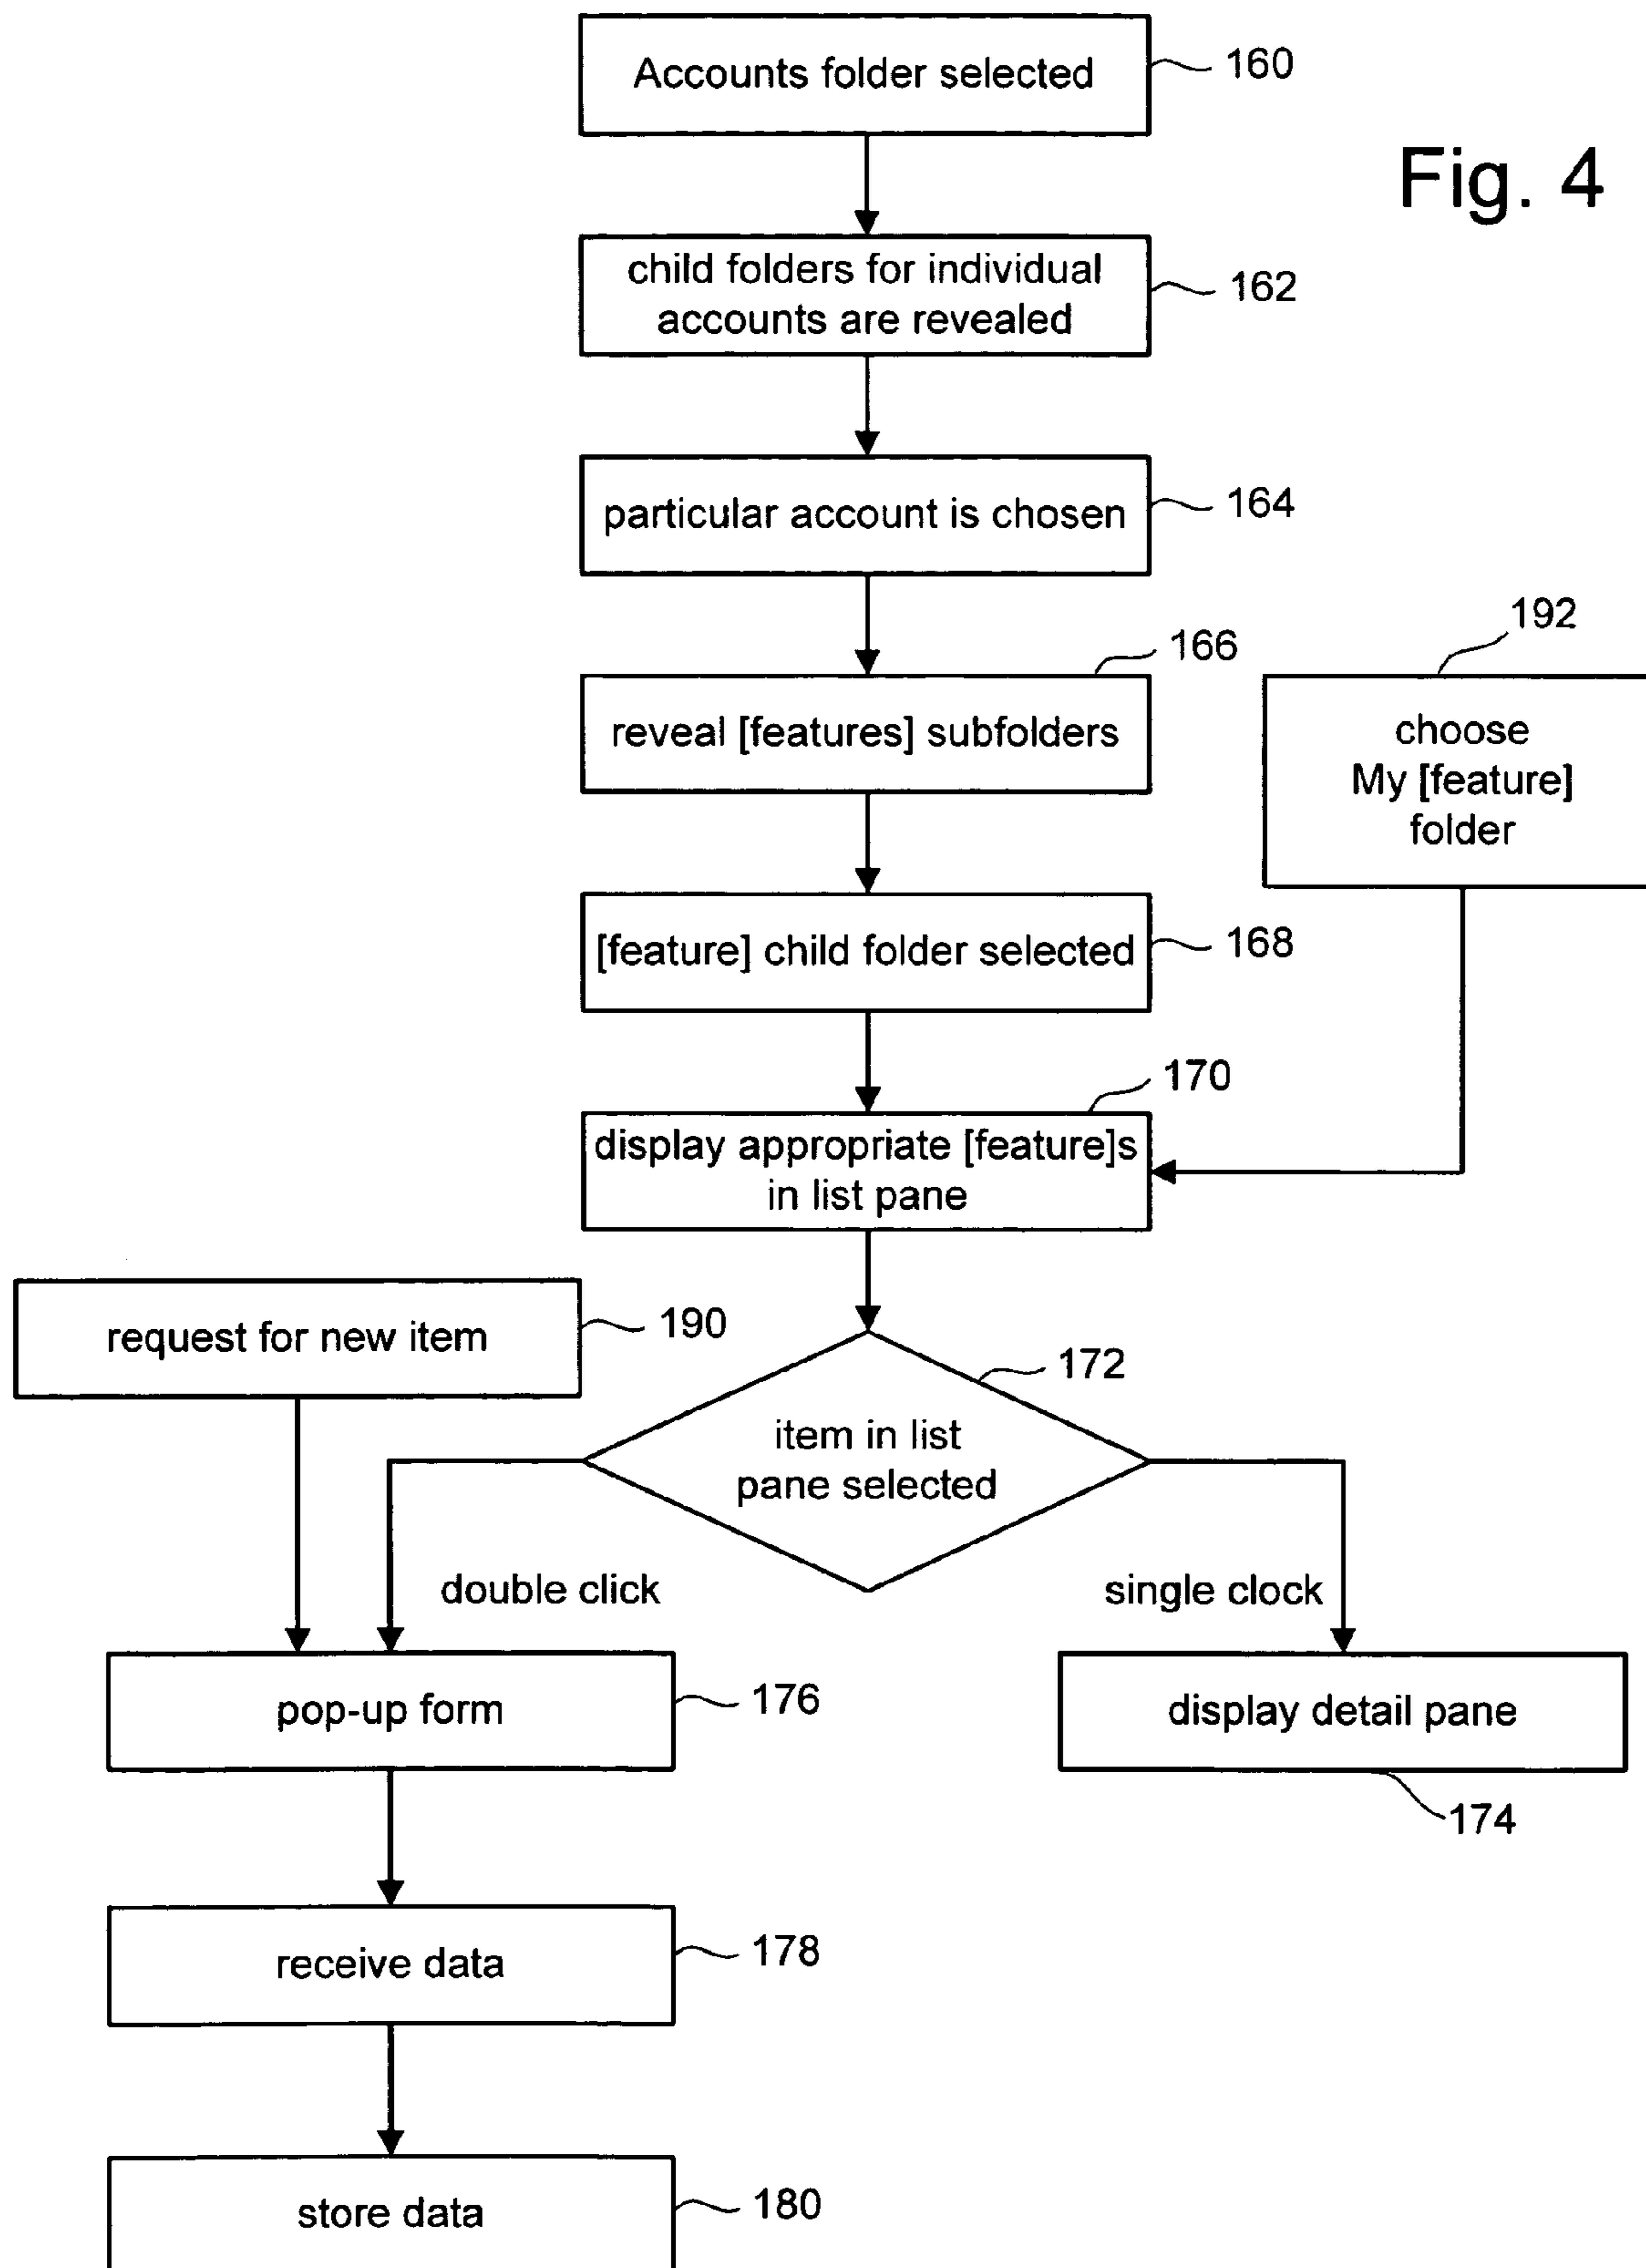 Accounts folder selected
160
Fig. 4
child folders for individual
accounts are revealed
162
particular account is chosen
164
166
192
reveal [features] subfolders
choose
My [feature]
folder
[feature] child folder selected
168
170
display appropriate [feature]s
in list pane
request for new item
190
172
item in list
pane selected
double click
single clock
pop-up form
176
display detail pane
174
receive data
178
store data
180